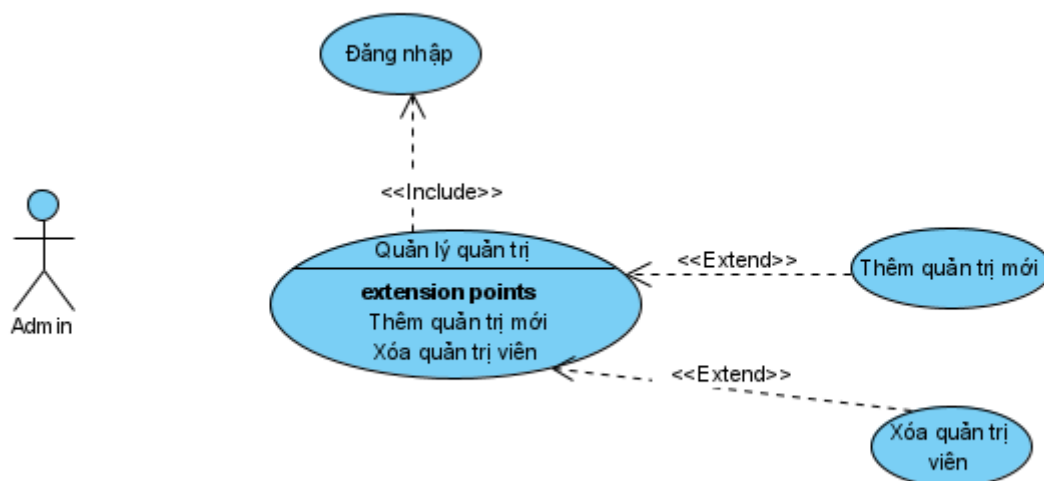 Đăng nhập
<<Include>>
Quản lý quản trị
extension points
Thêm quản trị mới
Xóa quản trị viên
<<Extend>>
Thêm quản trị mới
<<Extend>>
Xóa quản trị
viên
Admin